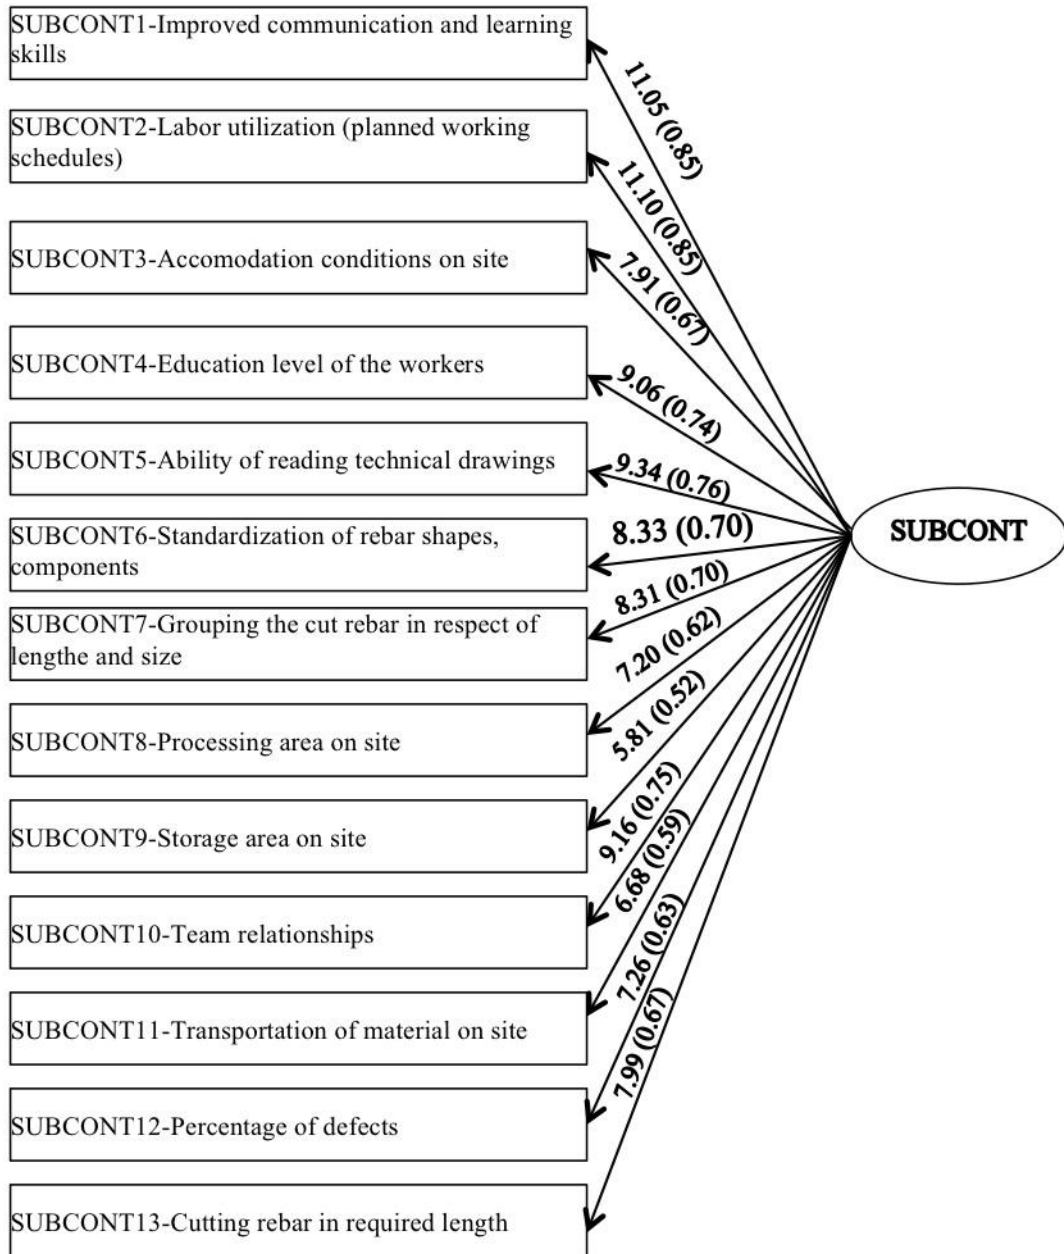 SUBCONT1-Improved communication and learning
skills
11.05 (0.85)
SUBCONT2-Labor utilization (planned working
schedules)
11.10 (0.85)
SUBCONT3-Accomodation conditions on site
7.91 (0.67)
SUBCONT4-Education level of the workers
9.06 (0.74)
SUBCONT5-Ability of reading technical drawings
9.34 (0.76)
SUBCONT6-Standardization of rebar shapes,
components
8.33 (0.70)
SUBCONT
SUBCONT7-Grouping the cut rebar in respect of
lengthe and size
8.31 (0.70)
7.20 (0.62)
SUBCONT8-Processing area on site
5.81 (0.52)
SUBCONT9-Storage area on site
9.16 (0.75)
6.68 (0.59)
SUBCONT10-Team relationships
7.26 (0.63)
SUBCONT11-Transportation of material on site
7.99 (0.67)
SUBCONT12-Percentage of defects
SUBCONT13-Cutting rebar in required length